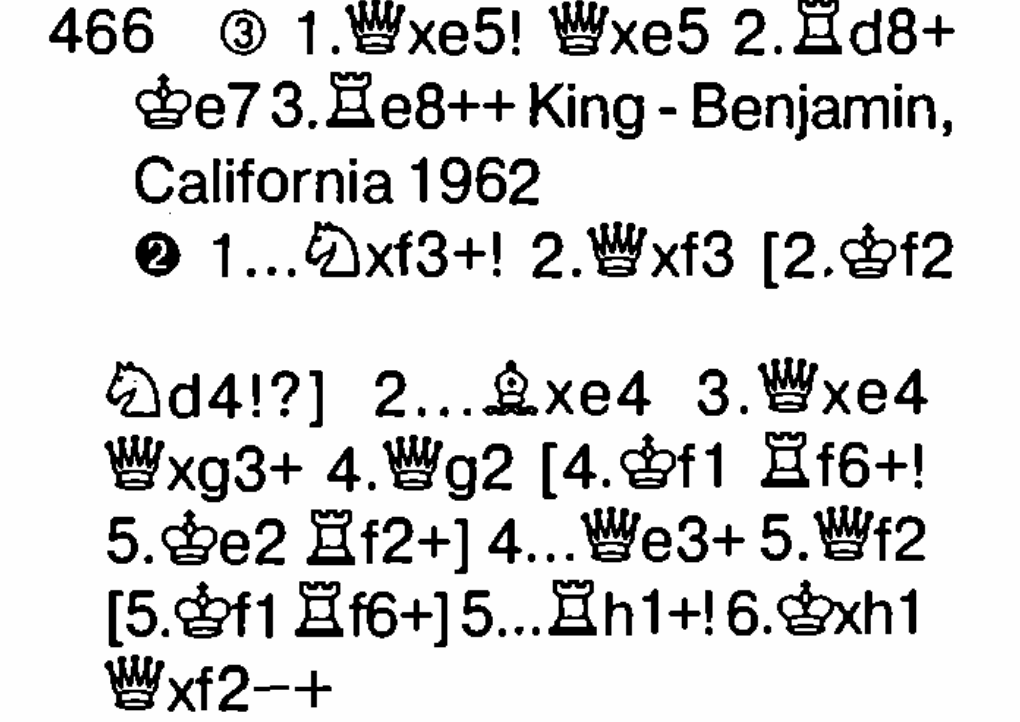 466 ③ 1.♕xe5! ♕xe5 2.♖d8+
♔e7 3.♖e8++ King - Benjamin,
California 1962
❷ 1...♘xf3+! 2.♕xf3 [2.♔f2
♘d4!?] 2...♗xe4 3.♕xe4
♕xg3+ 4.♕g2 [4.♔f1 ♖f6+!
5.♔e2 ♖f2+] 4...♕e3+ 5.♕f2
[5.♔f1 ♖f6+] 5...♖h1+! 6.♔xh1
♕xf2−+